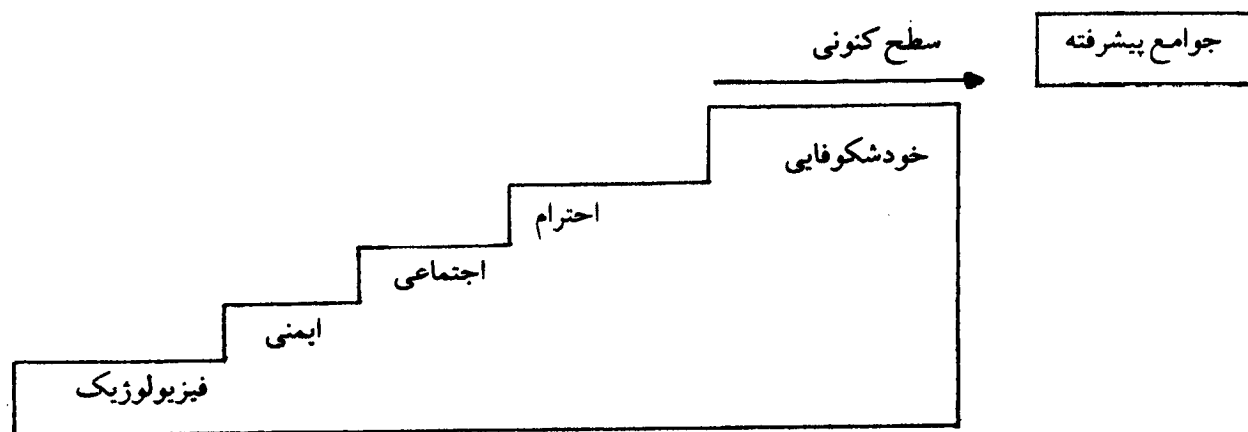 جوامع پیشرفته
سطح کنونی
خودشکوفایی
احترام
اجتماعی
ایمنی
فیزیولوژیک